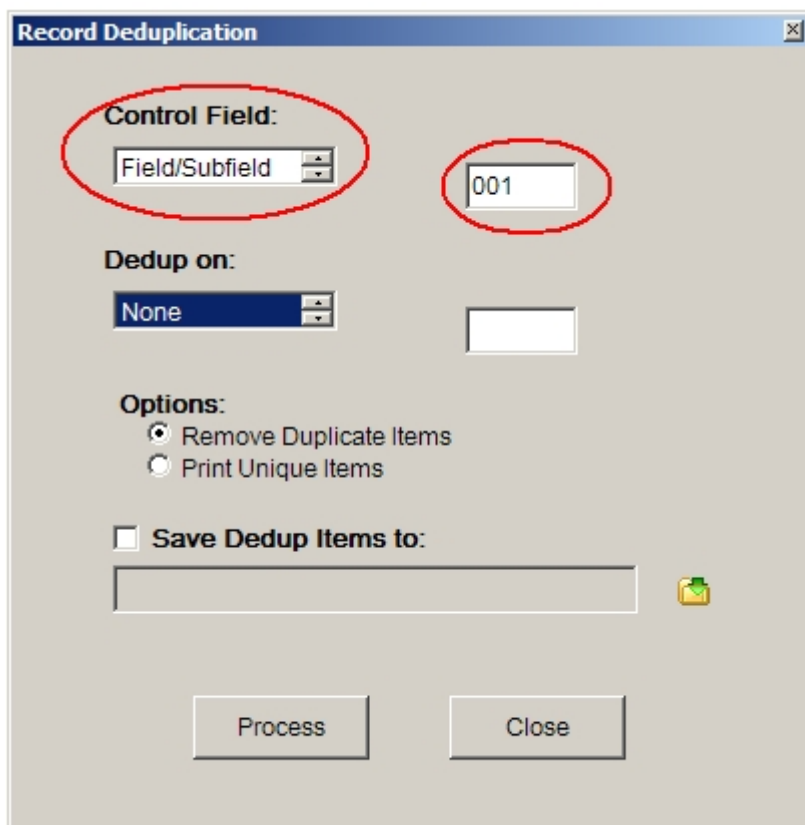 Record Deduplication
Control Field:
Field/Subfield
001
Dedup on:
None
Options:
Remove Duplicate Items
Print Unique Items
Save Dedup Items to:
Process Close